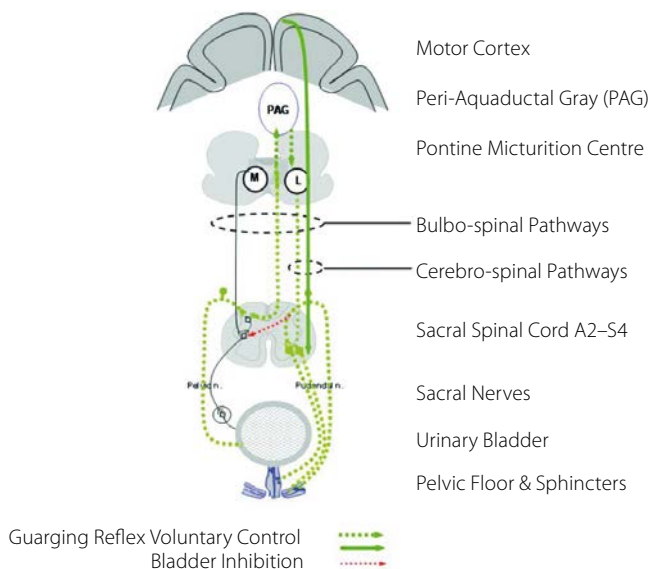 Motor Cortex
Peri-Aquaductal Gray (PAG)
PAG
Pontine Micturition Centre
M
L
Bulbo-spinal Pathways
Cerebro-spinal Pathways
Sacral Spinal Cord A2–S4
Pelvic n.
Pudendal n.
Sacral Nerves
Urinary Bladder
Pelvic Floor & Sphincters
Guarging Reflex Voluntary Control
Bladder Inhibition